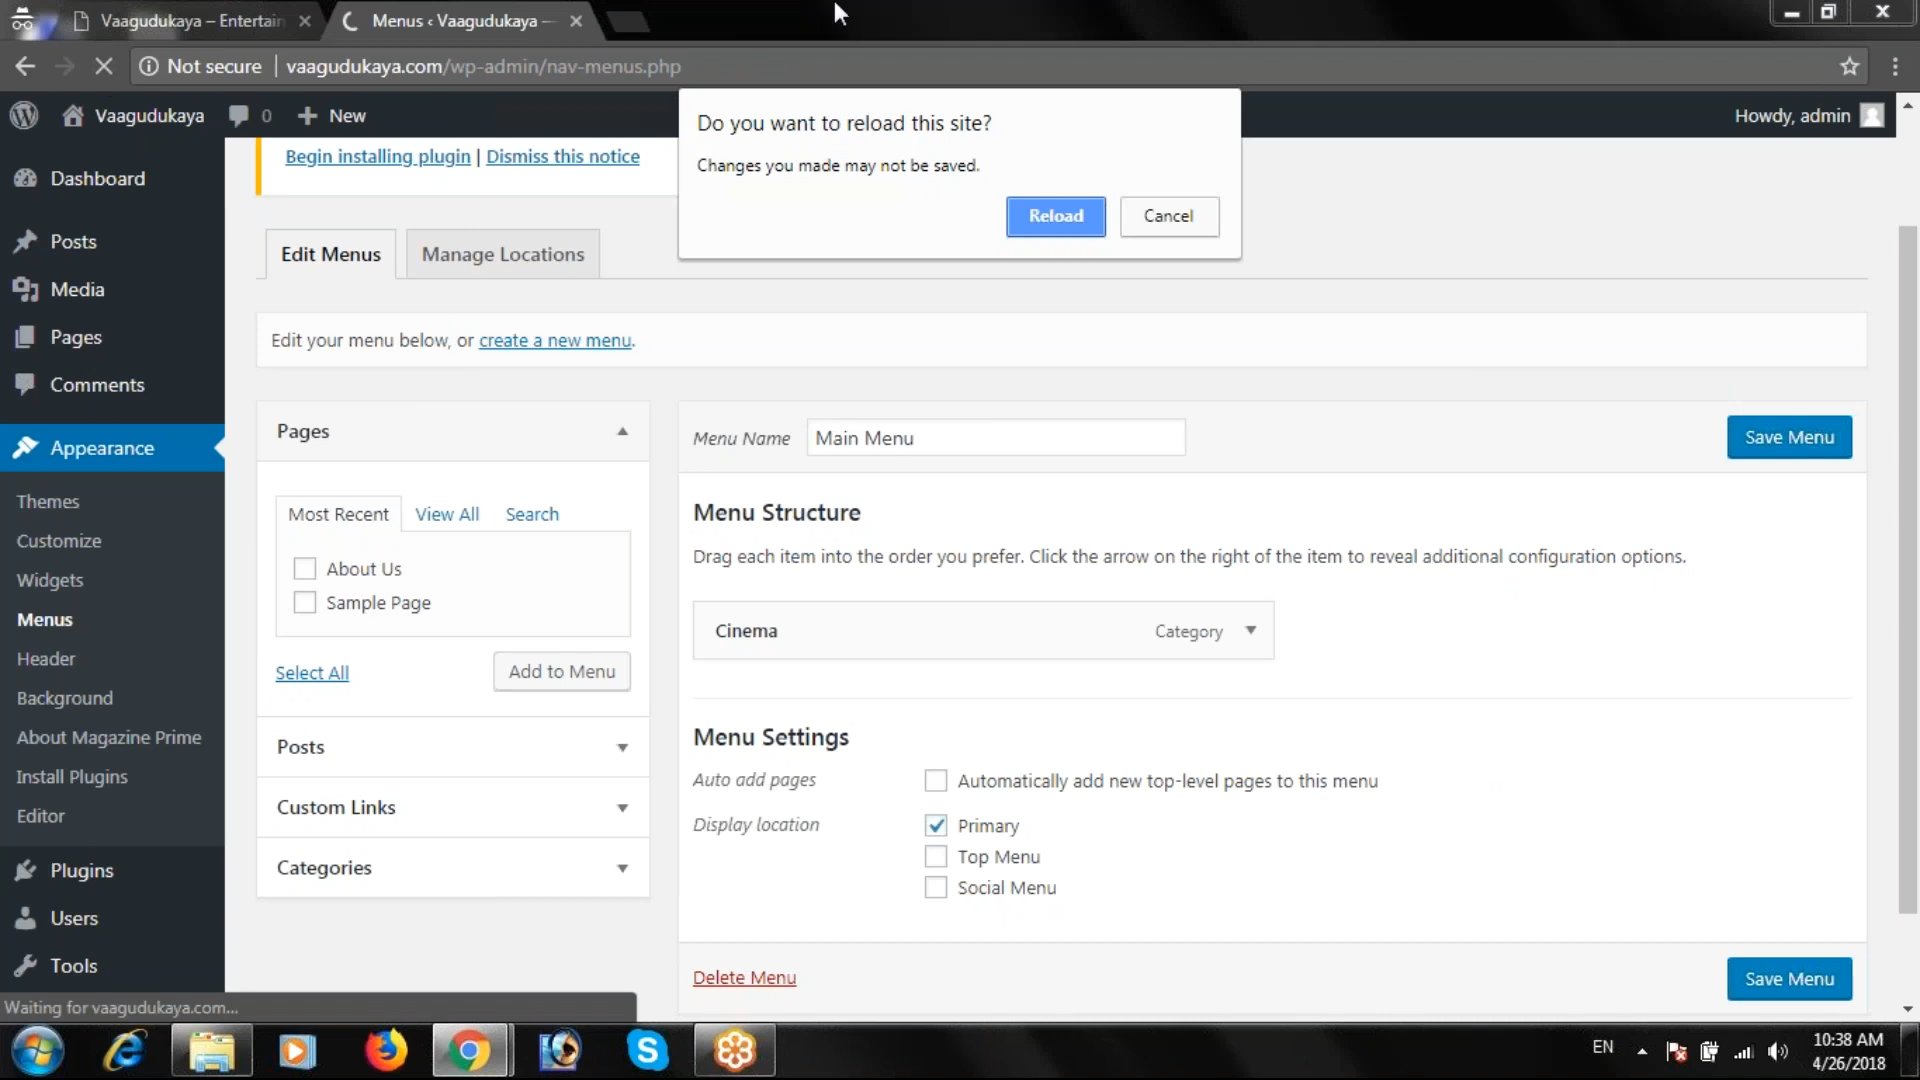 Vaagudukaya – Entertain
Menus ‹ Vaagudukaya —
Not secure | vaagudukaya.com/wp-admin/nav-menus.php
Vaagudukaya 0 + New
Howdy, admin
Do you want to reload this site?
Changes you made may not be saved.
Reload
Cancel
Begin installing plugin | Dismiss this notice
Dashboard
Posts
Media
Pages
Comments
Appearance
Themes
Customize
Widgets
Menus
Header
Background
About Magazine Prime
Install Plugins
Editor
Plugins
Users
Tools
Edit Menus
Manage Locations
Edit your menu below, or create a new menu.
Pages
Most Recent
View All
Search
About Us
Sample Page
Select All
Add to Menu
Posts
Custom Links
Categories
Menu Name
Main Menu
Save Menu
Menu Structure
Drag each item into the order you prefer. Click the arrow on the right of the item to reveal additional configuration options.
Cinema
Category
Menu Settings
Auto add pages
Automatically add new top-level pages to this menu
Display location
Primary
Top Menu
Social Menu
Delete Menu
Save Menu
Waiting for vaagudukaya.com...
EN
10:38 AM
4/26/2018